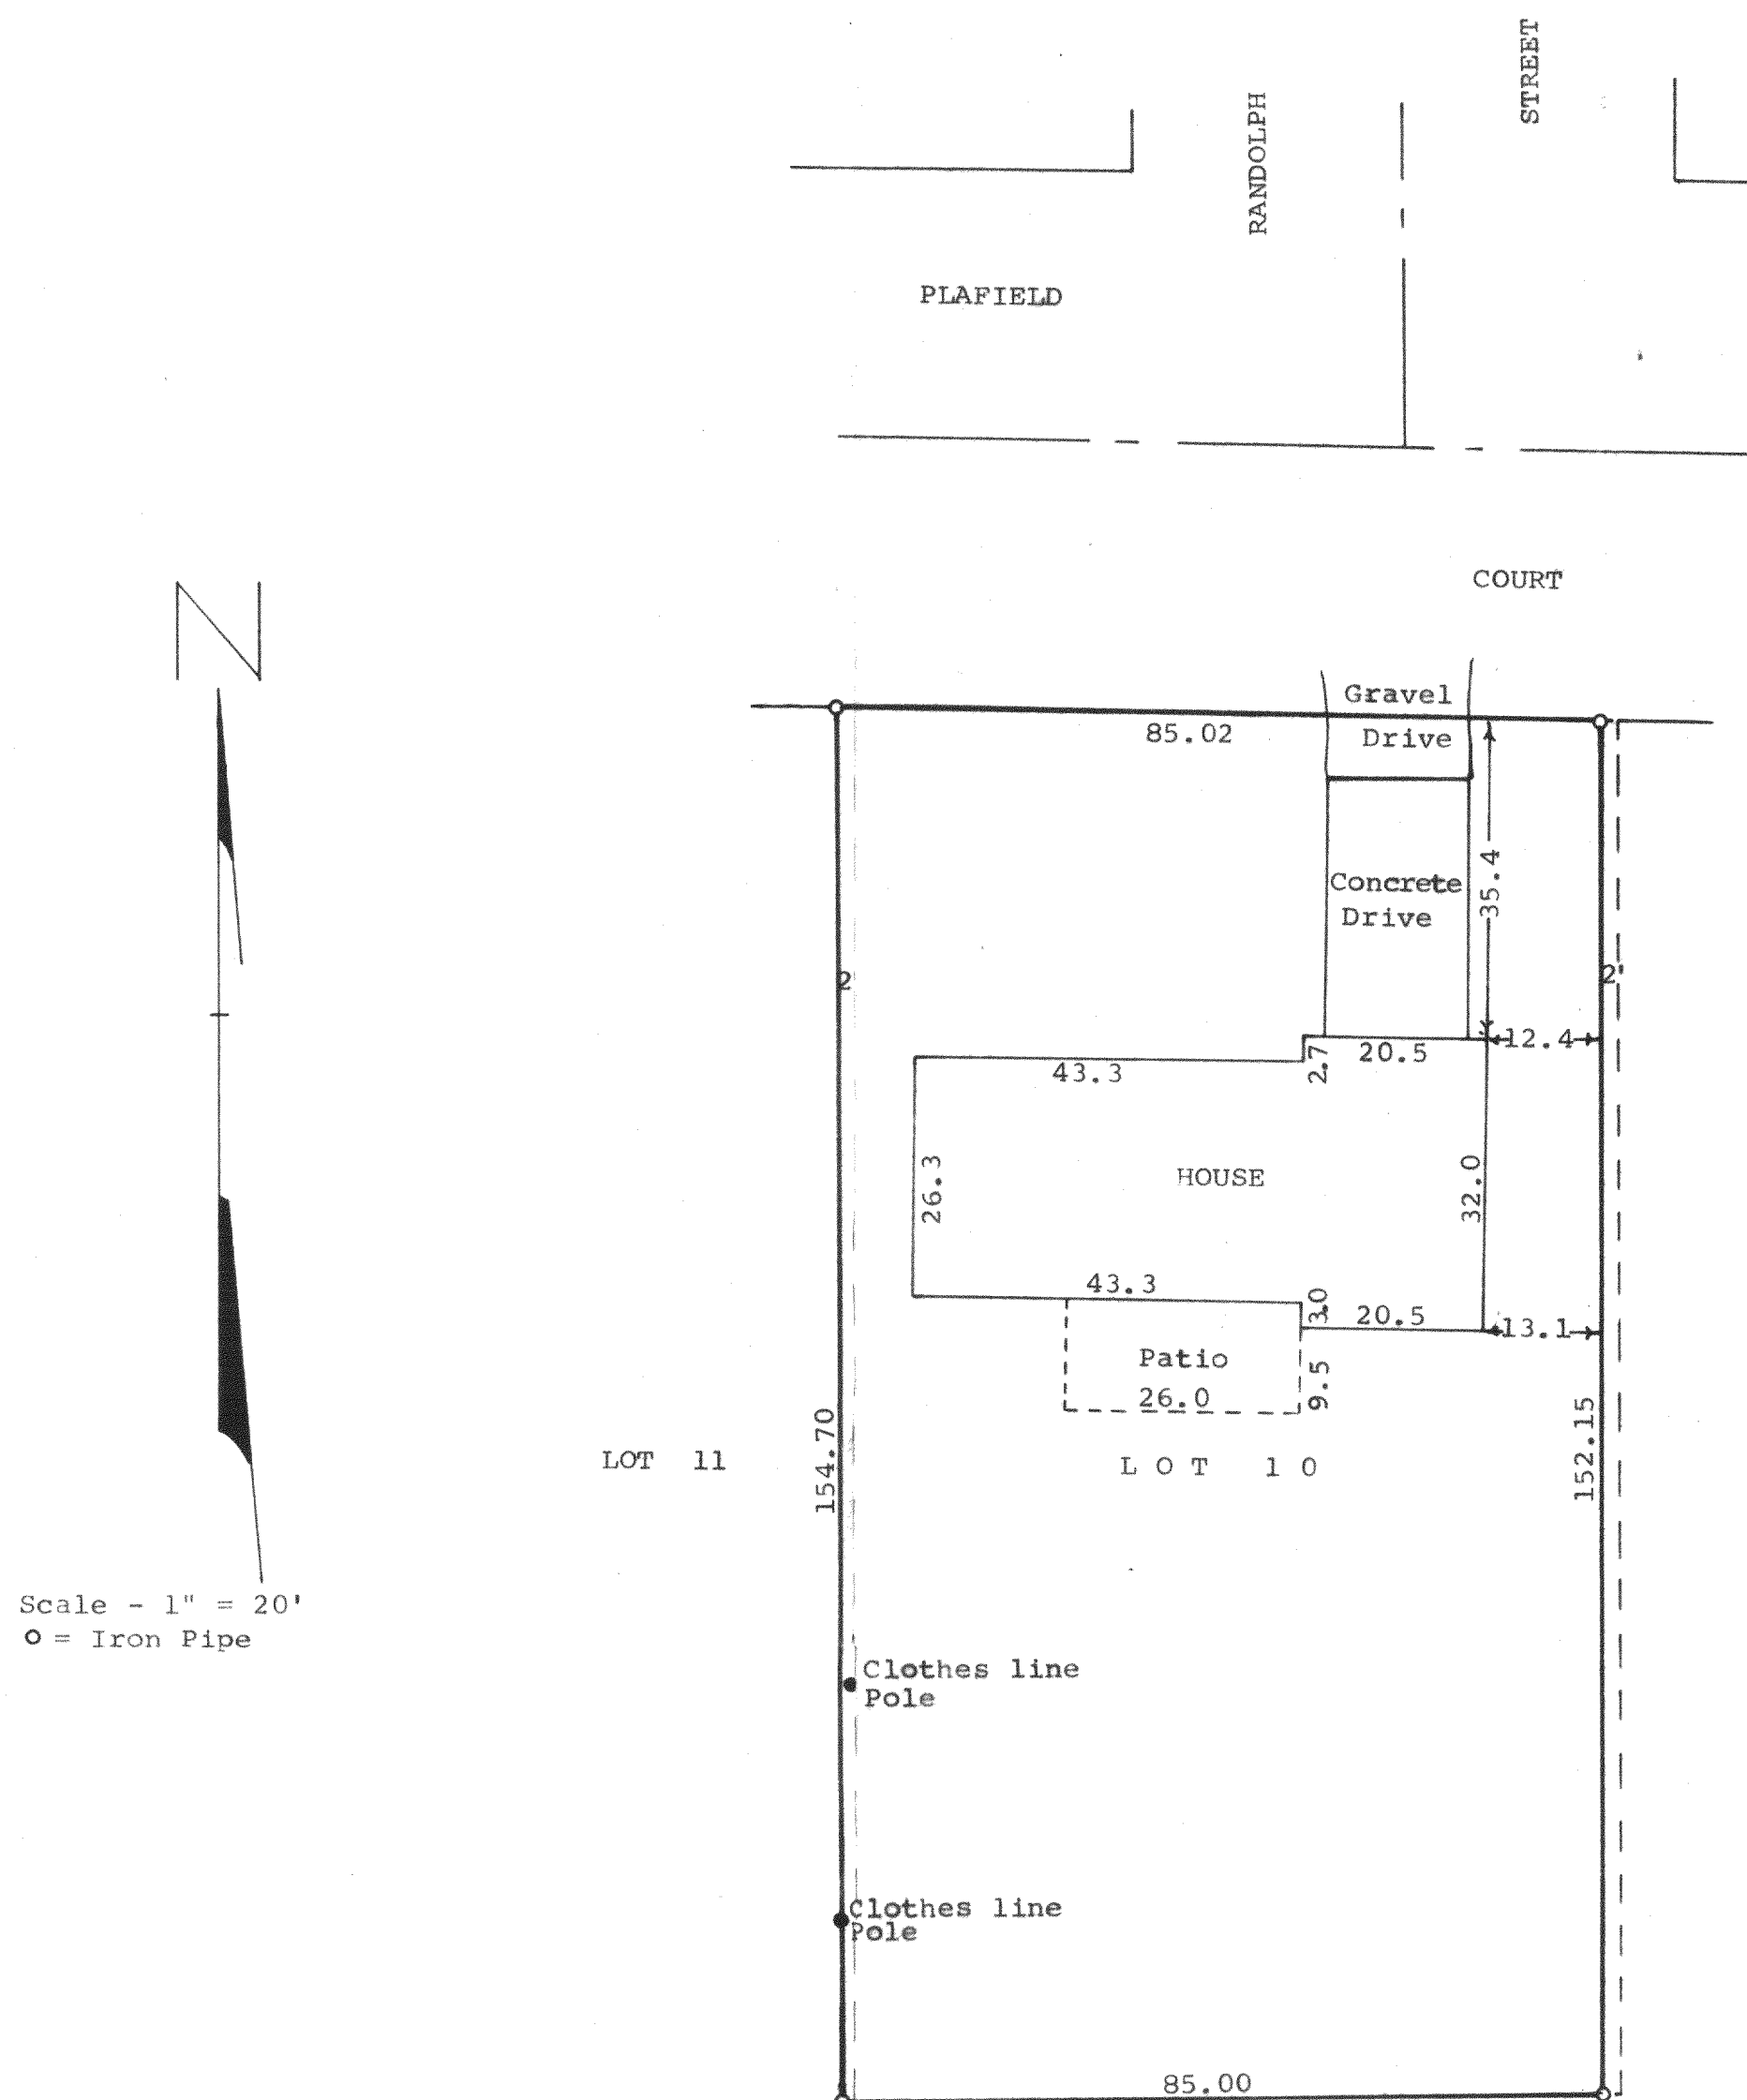 STREET
RANDOLPH
PLAFIELD
COURT
N
Gravel
Drive
85.02
Concrete
Drive
35.4
2
2'
12.4
20.5
2.7
43.3
26.3
HOUSE
32.0
43.3
3.0
20.5
13.1
Patio
26.0
9.5
154.70
152.15
LOT 11
LOT 10
Scale - 1" = 20'
o = Iron Pipe
Clothes line
Pole
Clothes line
Pole
85.00